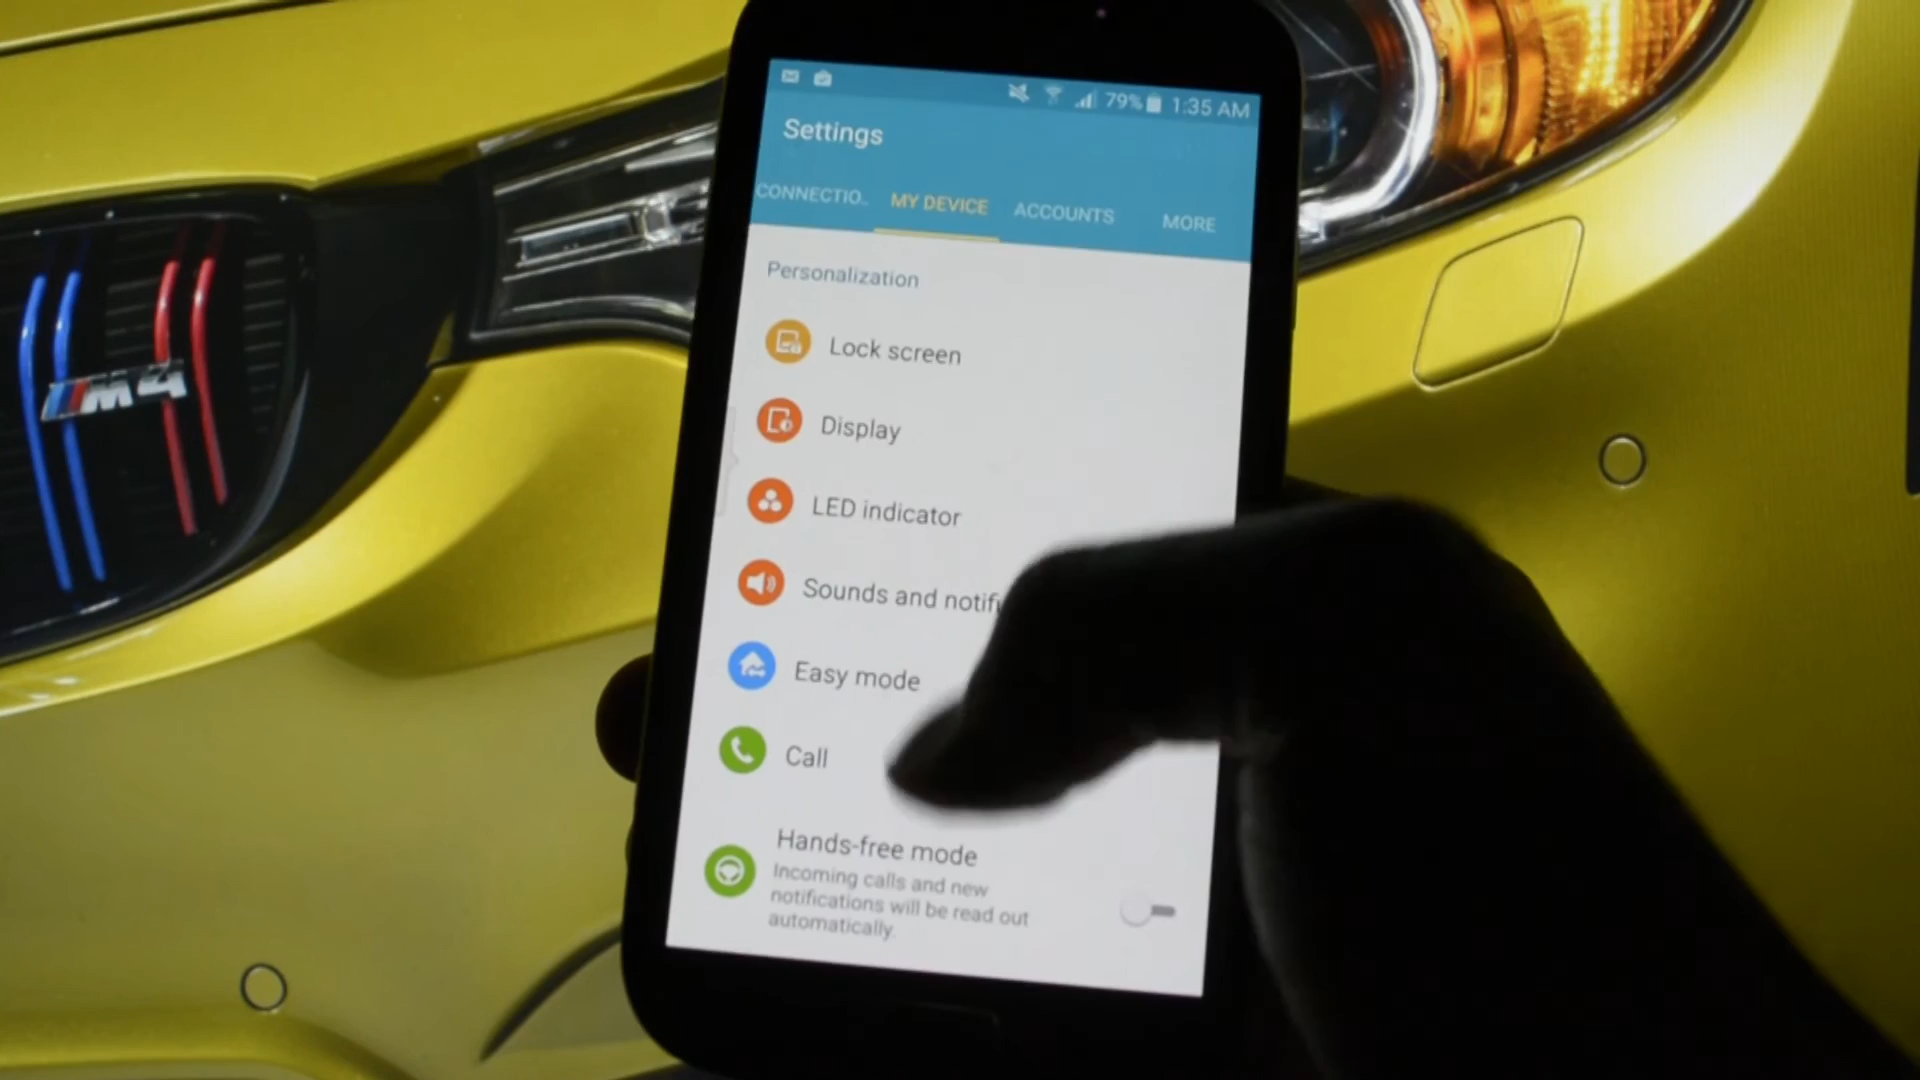 79% 1:35 AM
Settings
CONNECTIO.. MY DEVICE ACCOUNTS MORE
Personalization
Lock screen
Display
LED indicator
Sounds and notifi
Easy mode
Call
Hands-free mode
Incoming calls and new
notifications will be read out
automatically.
M4